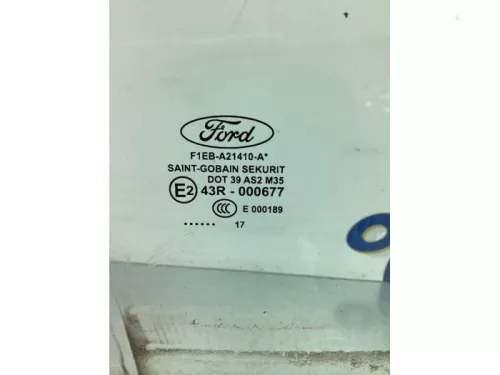 Ford
F1EB-A21410-A*
SAINT-GOBAIN SEKURIT
DOT 39 AS2 M35
E2 43R - 000677
CCC E 000189
...... 17